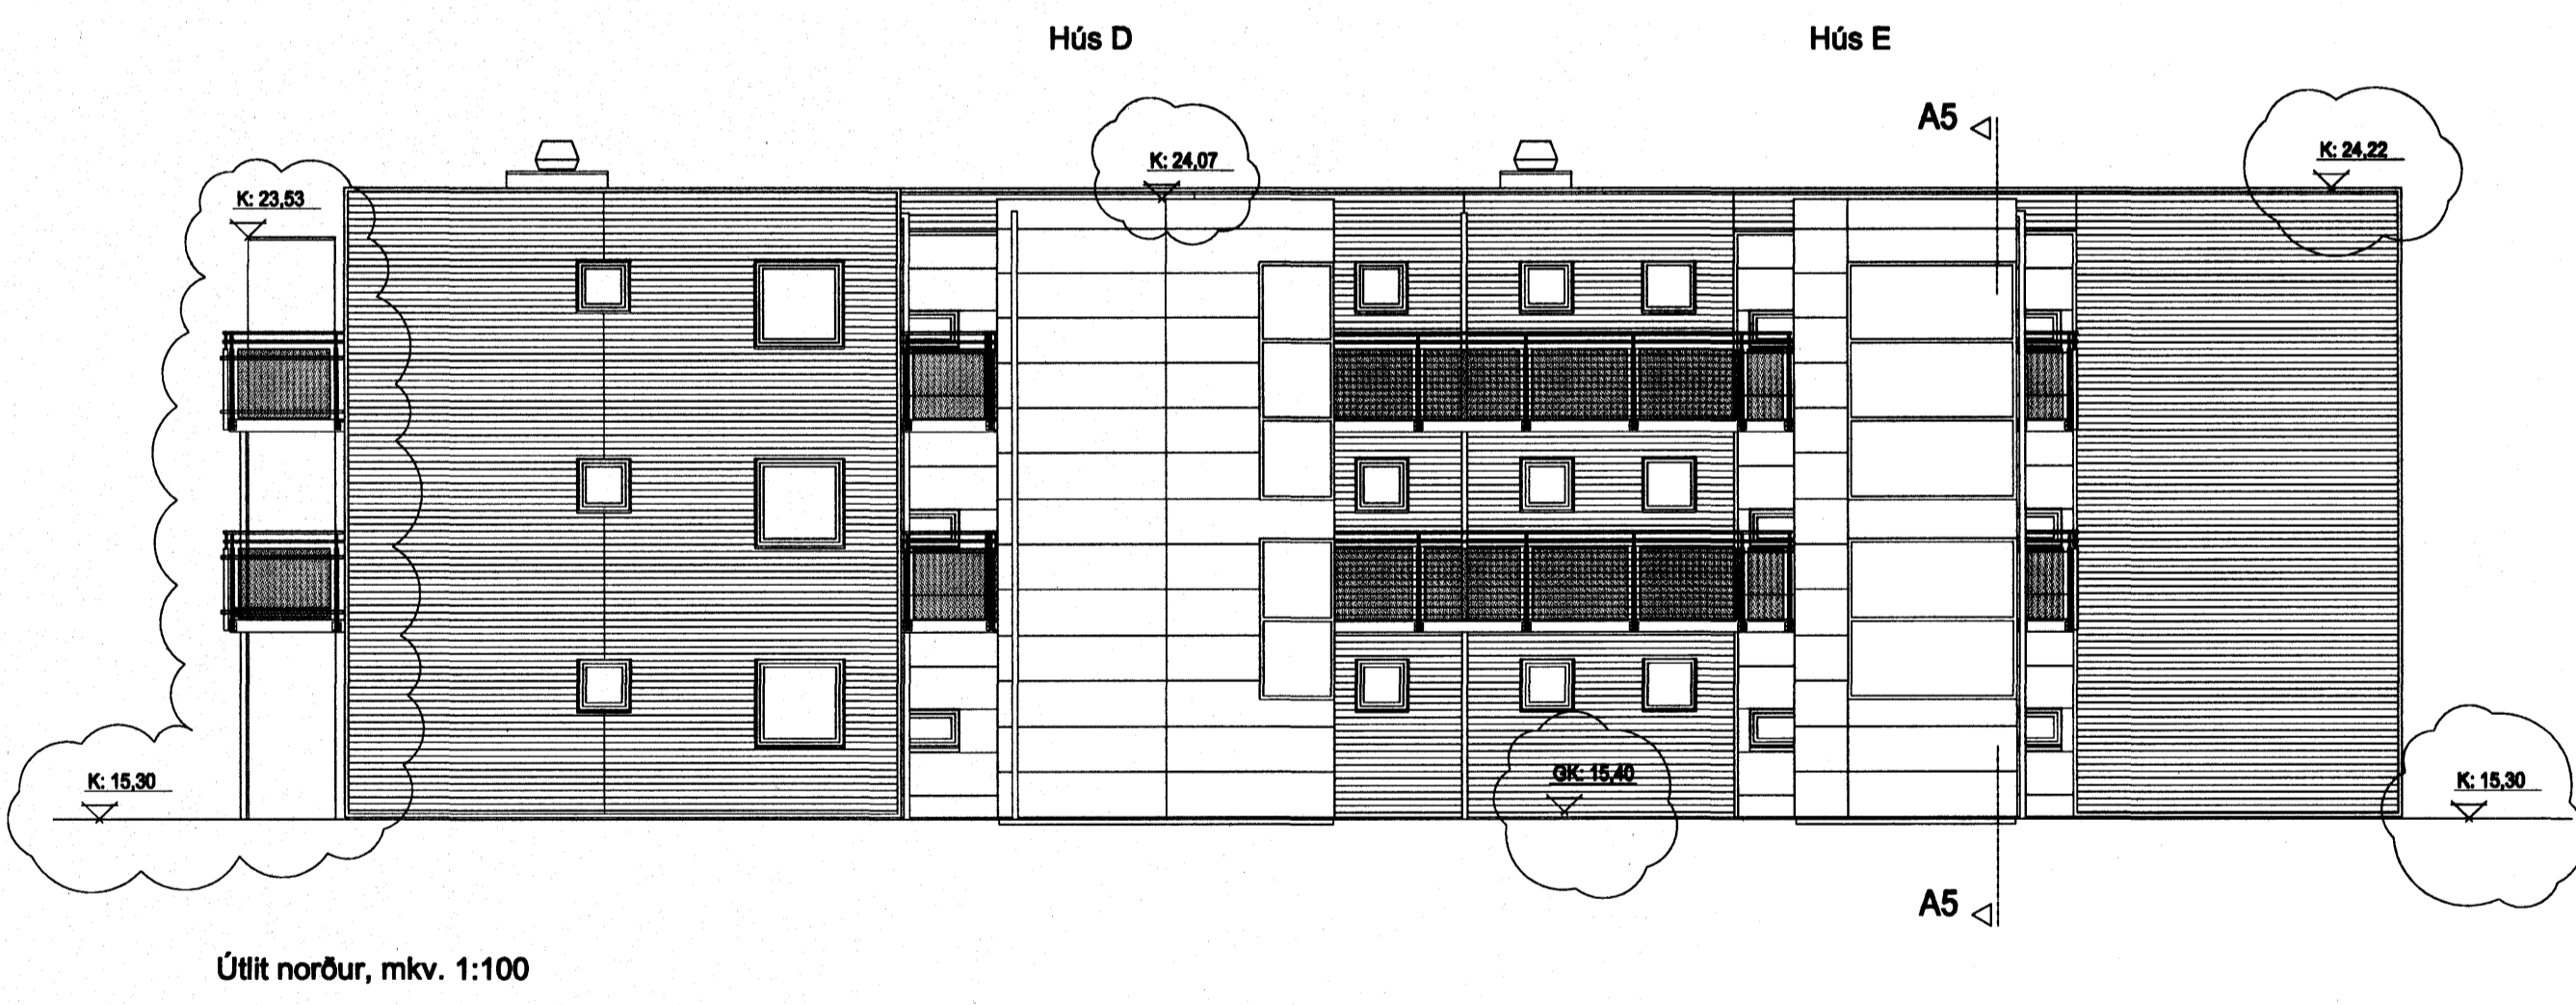 Hús D
Hús E
A5
K: 24,07
K: 24,22
K: 23,53
K: 15,30
GK: 15,40
K: 15,30
A5
Útlit norður, mkv. 1:100